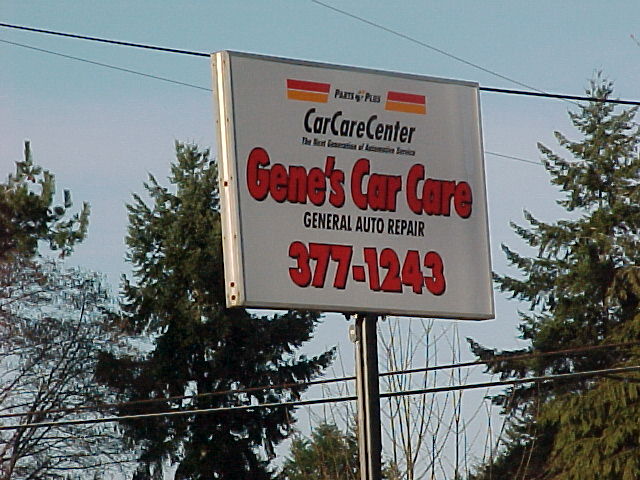 Parts Plus
CarCareCenter
The Next Generation of Automotive Service
Gene's Car Care
GENERAL AUTO REPAIR
377-1243